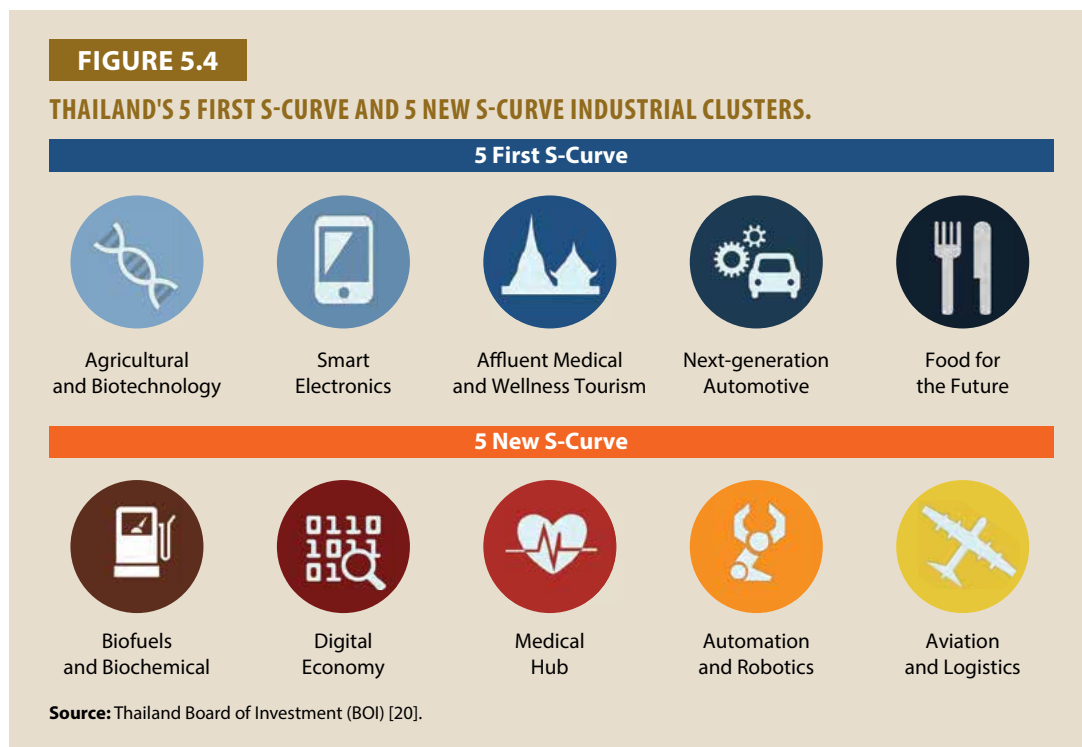 FIGURE 5.4
THAILAND'S 5 FIRST S-CURVE AND 5 NEW S-CURVE INDUSTRIAL CLUSTERS.
5 First S-Curve
Agricultural
and Biotechnology
Smart
Electronics
Affluent Medical
and Wellness Tourism
Next-generation
Automotive
Food for
the Future
5 New S-Curve
0110
1011
01
Biofuels
and Biochemical
Digital
Economy
Medical
Hub
Automation
and Robotics
Aviation
and Logistics
Source: Thailand Board of Investment (BOI) [20].